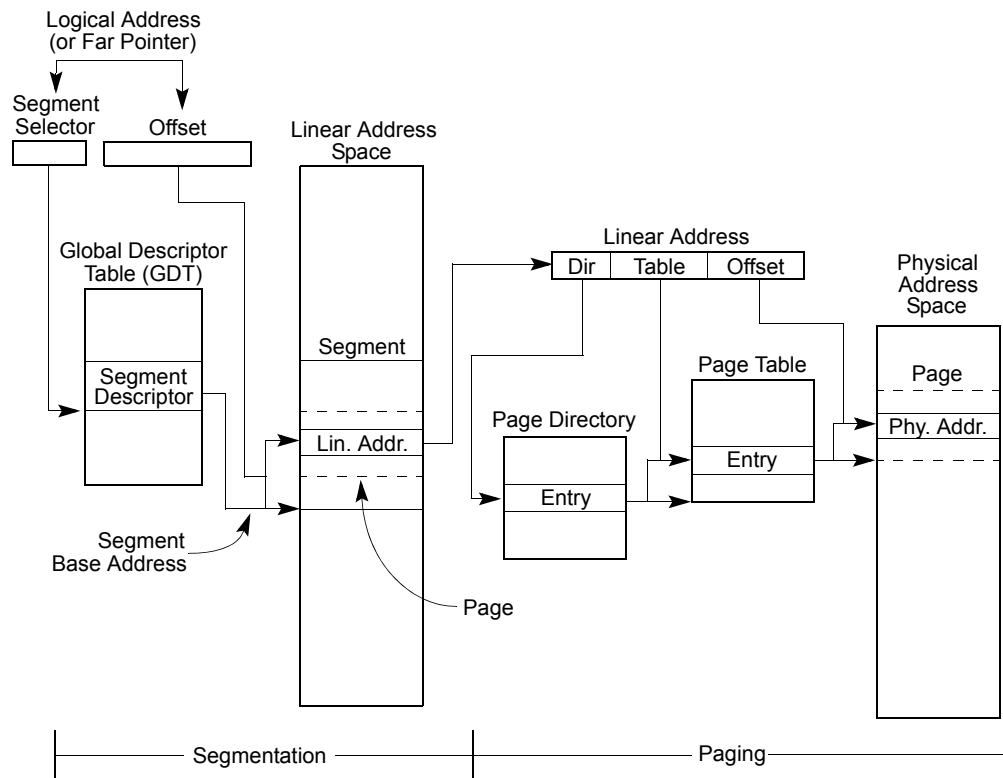 Logical Address
(or Far Pointer)
Segment
Selector
Offset
Linear Address
Space
Global Descriptor
Table (GDT)
Segment
Descriptor
Segment
Lin. Addr.
Segment
Base Address
Page
Linear Address
Dir
Table
Offset
Physical
Address
Space
Page Directory
Entry
Page Table
Entry
Page
Phy. Addr.
Segmentation
Paging